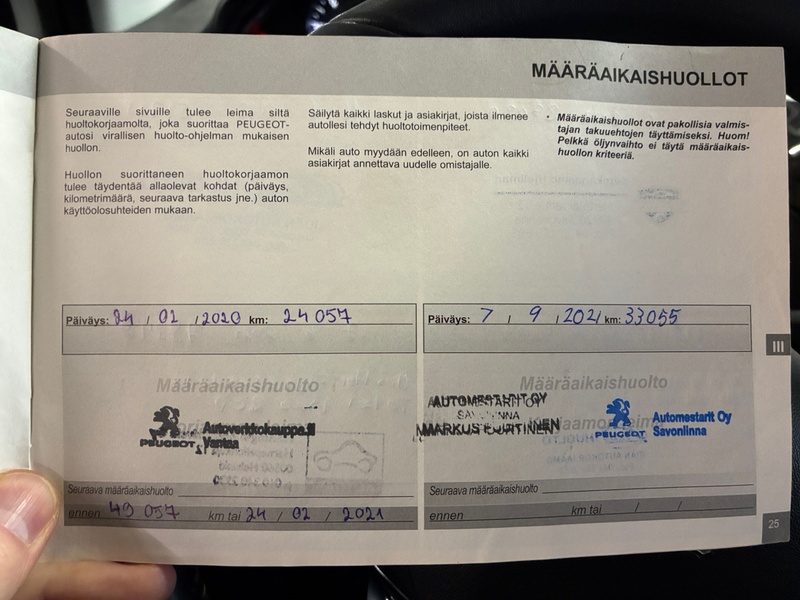 MÄÄRÄAIKAISHUOLLOT
Seuraaville sivuille tulee leima siltä
huoltokorjaamolta, joka suorittaa PEUGEOT-
autosi virallisen huolto-ohjelman mukaisen
huollon.
Huollon suorittaneen huoltokorjaamon
tulee täydentää allaolevat kohdat (päiväys,
kilometrimäärä, seuraava tarkastus jne.) auton
käyttöolosuhteiden mukaan.
Säilytä kaikki laskut ja asiakirjat, joista ilmenee
autollesi tehdyt huoltotoimenpiteet.
Mikäli auto myydään edelleen, on auton kaikki
asiakirjat annettava uudelle omistajalle.
• Määräaikaishuollot ovat pakollisia valmis-
tajan takuuehtojen täyttämiseksi. Huom!
Pelkkä öljynvaihto ei täytä määräaikais-
huollon kriteeriä.
Päiväys: 24 / 02 / 2020 km: 24 057
Määräaikaishuolto
PEUGEOT
Autoverkkokauppa.fi
Vantaa
Seuraava määräaikaishuolto
ennen 49 057 km tai 24 / 02 / 2021
Päiväys: 7 / 9 / 2021 km: 33055
Määräaikaishuolto
AUTOMESTARIT OY
SAVONLINNA
MARKUS
PEUGEOT
Automestarit Oy
Savonlinna
Seuraava määräaikaishuolto
ennen km tai / /
III
25